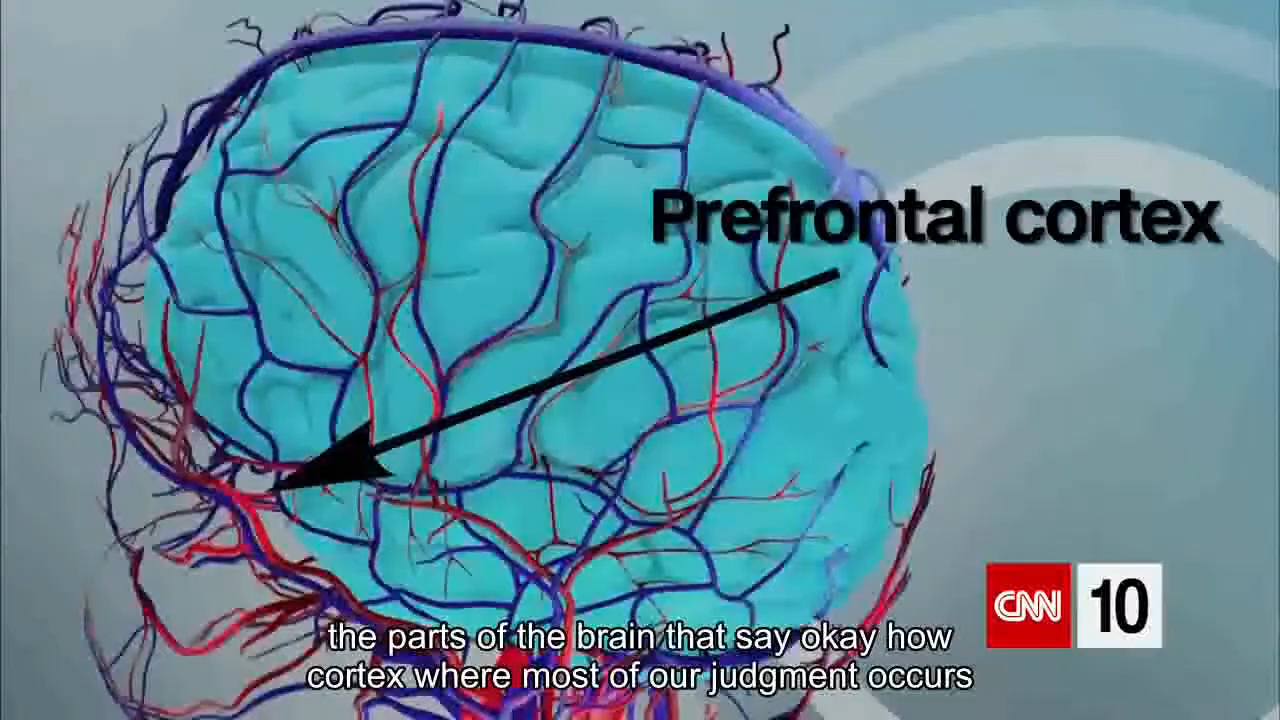 Prefrontal cortex
CNN 10
the parts of the brain that say okay how
cortex where most of our judgment occurs